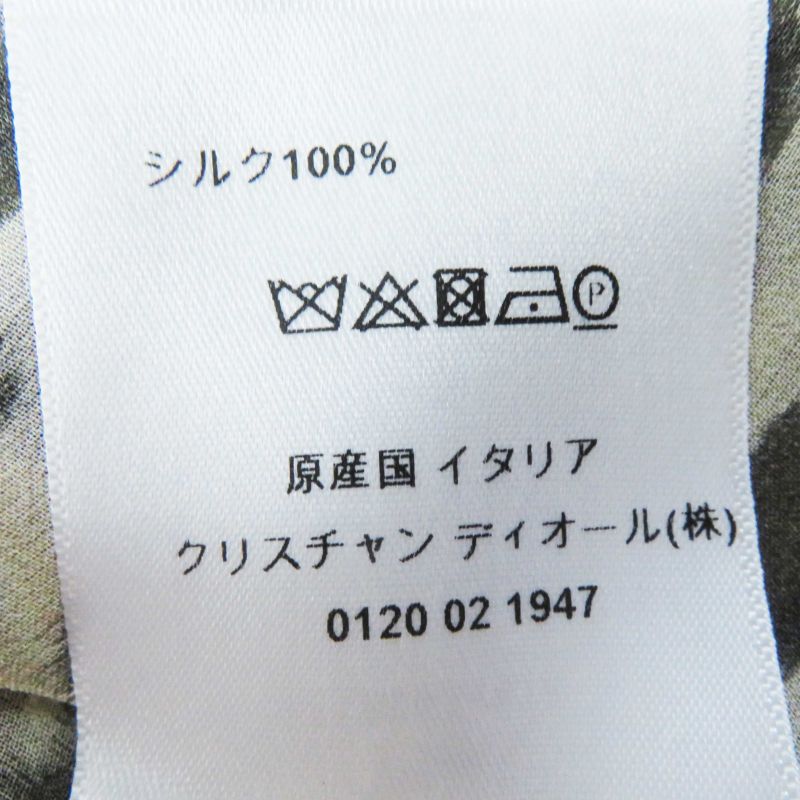 シルク100%
P
原産国 イタリア
クリスチャン ディオール(株)
0120 02 1947